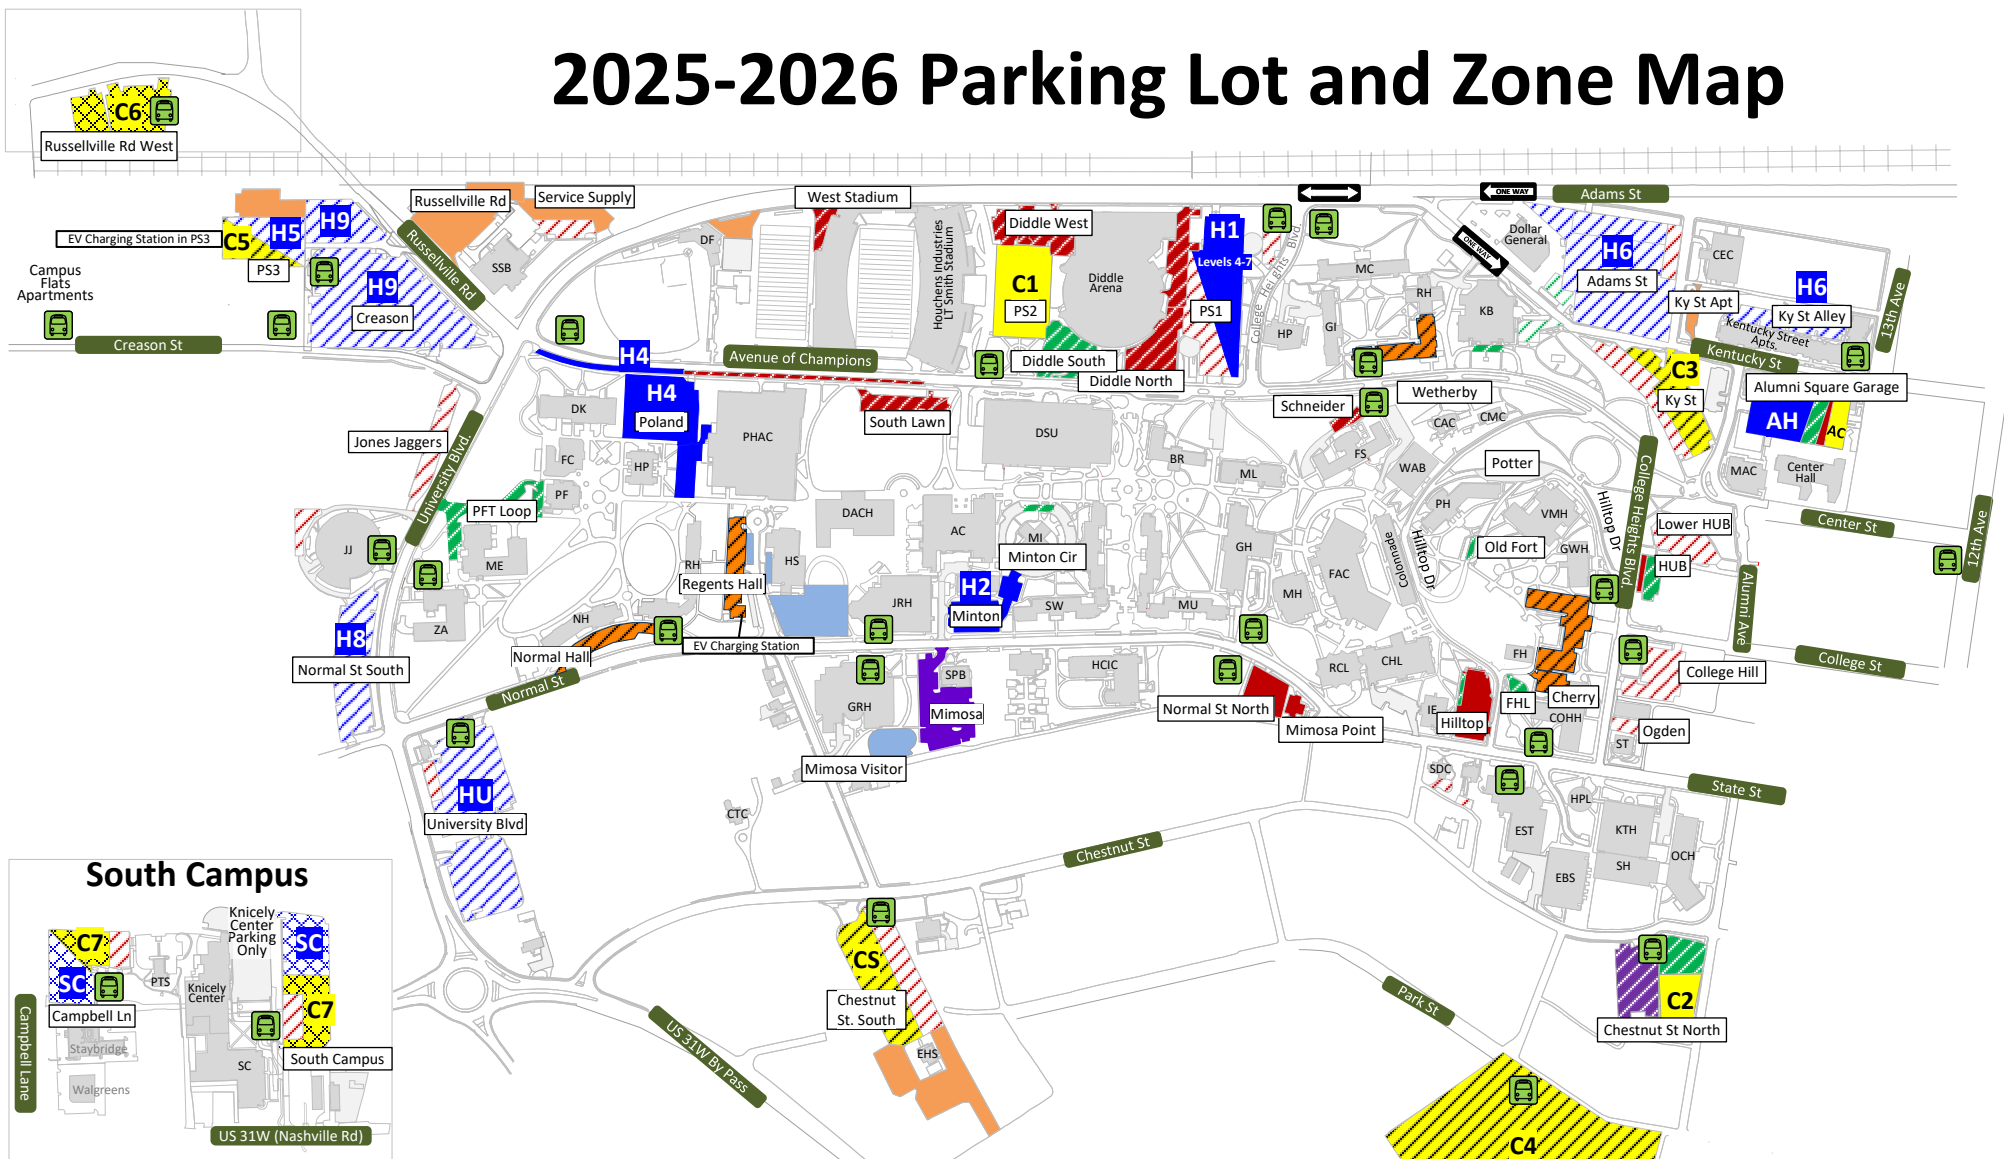 2025-2026 Parking Lot and Zone Map
C6
Russellville Rd West
Russellville Rd
Service Supply
West Stadium
Diddle West
ONE WAY
Adams St
H9
H5
C5
EV Charging Station in PS3
PS3
Campus
Flats
Apartments
H9
Creason
Creason St
Russellville Rd
SSB
DF
Houchens Industries
LT Smith Stadium
C1
PS2
Diddle
Arena
H1
Levels 4-7
PS1
College Heights Blvd.
HP
MC
GI
RH
KB
ONE WAY
Dollar
General
H6
Adams St
CEC
Ky St Apt
H6
Ky St Alley
Kentucky Street
Apts.
Kentucky St
13th Ave
H4
Avenue of Champions
Diddle South
Diddle North
Wetherby
Schneider
C3
Ky St
Alumni Square Garage
AH
AC
H4
Poland
DK
PHAC
South Lawn
DSU
BR
ML
FS
CAC
CMC
WAB
Potter
MAC
Center
Hall
Jones Jaggers
University Blvd.
FC
HP
PF
PFT Loop
DACH
AC
MI
Minton Cir
GH
PH
VMH
Old Fort
GWH
Hilltop Dr
College Heights Blvd
Lower HUB
HUB
Center St
12th Ave
JJ
ME
RH
Regents Hall
HS
JRH
H2
Minton
SW
MU
MH
FAC
Colonnade
Hilltop Dr
Alumni Ave
ZA
NH
Normal Hall
EV Charging Station
H8
Normal St South
Normal St
GRH
SPB
Mimosa
HCIC
Normal St North
RCL
CHL
Mimosa Point
IE
Hilltop
FHL
FH
Cherry
COHH
College Hill
College St
Ogden
ST
Mimosa Visitor
HU
University Blvd
CTC
SDC
State St
HPL
EST
KTH
SH
OCH
EBS
Chestnut St
South Campus
C7
SC
Campbell Ln
PTS
Knicely
Center
Parking
Only
Knicely
Center
SC
C7
South Campus
SC
Staybridge
Walgreens
Campbell Lane
US 31W (Nashville Rd)
CS
Chestnut
St. South
EHS
US 31W By Pass
Park St
C2
Chestnut St North
C4